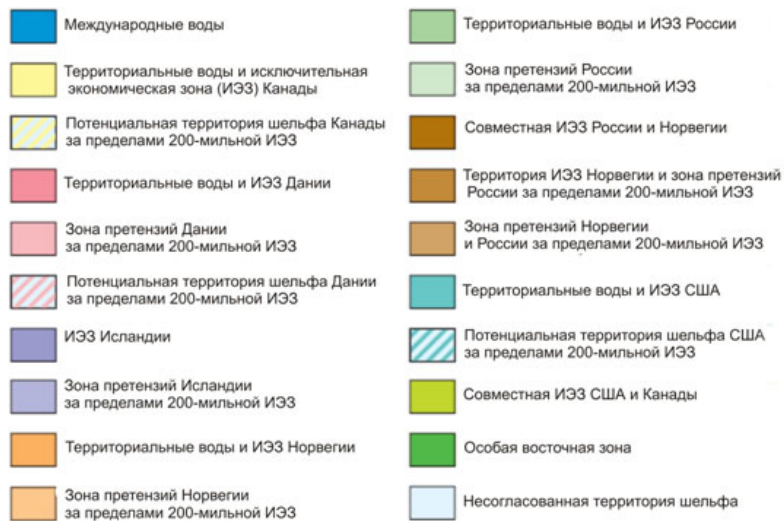 Международные воды
Территориальные воды и исключительная
экономическая зона (ИЭЗ) Канады
Потенциальная территория шельфа Канады
за пределами 200-мильной ИЭЗ
Территориальные воды и ИЭЗ Дании
Зона претензий Дании
за пределами 200-мильной ИЭЗ
Потенциальная территория шельфа Дании
за пределами 200-мильной ИЭЗ
ИЭЗ Исландии
Зона претензий Исландии
за пределами 200-мильной ИЭЗ
Территориальные воды и ИЭЗ Норвегии
Зона претензий Норвегии
за пределами 200-мильной ИЭЗ
Территориальные воды и ИЭЗ России
Зона претензий России
за пределами 200-мильной ИЭЗ
Совместная ИЭЗ России и Норвегии
Территория ИЭЗ Норвегии и зона претензий
России за пределами 200-мильной ИЭЗ
Зона претензий Норвегии
и России за пределами 200-мильной ИЭЗ
Территориальные воды и ИЭЗ США
Потенциальная территория шельфа США
за пределами 200-мильной ИЭЗ
Совместная ИЭЗ США и Канады
Особая восточная зона
Несогласованная территория шельфа